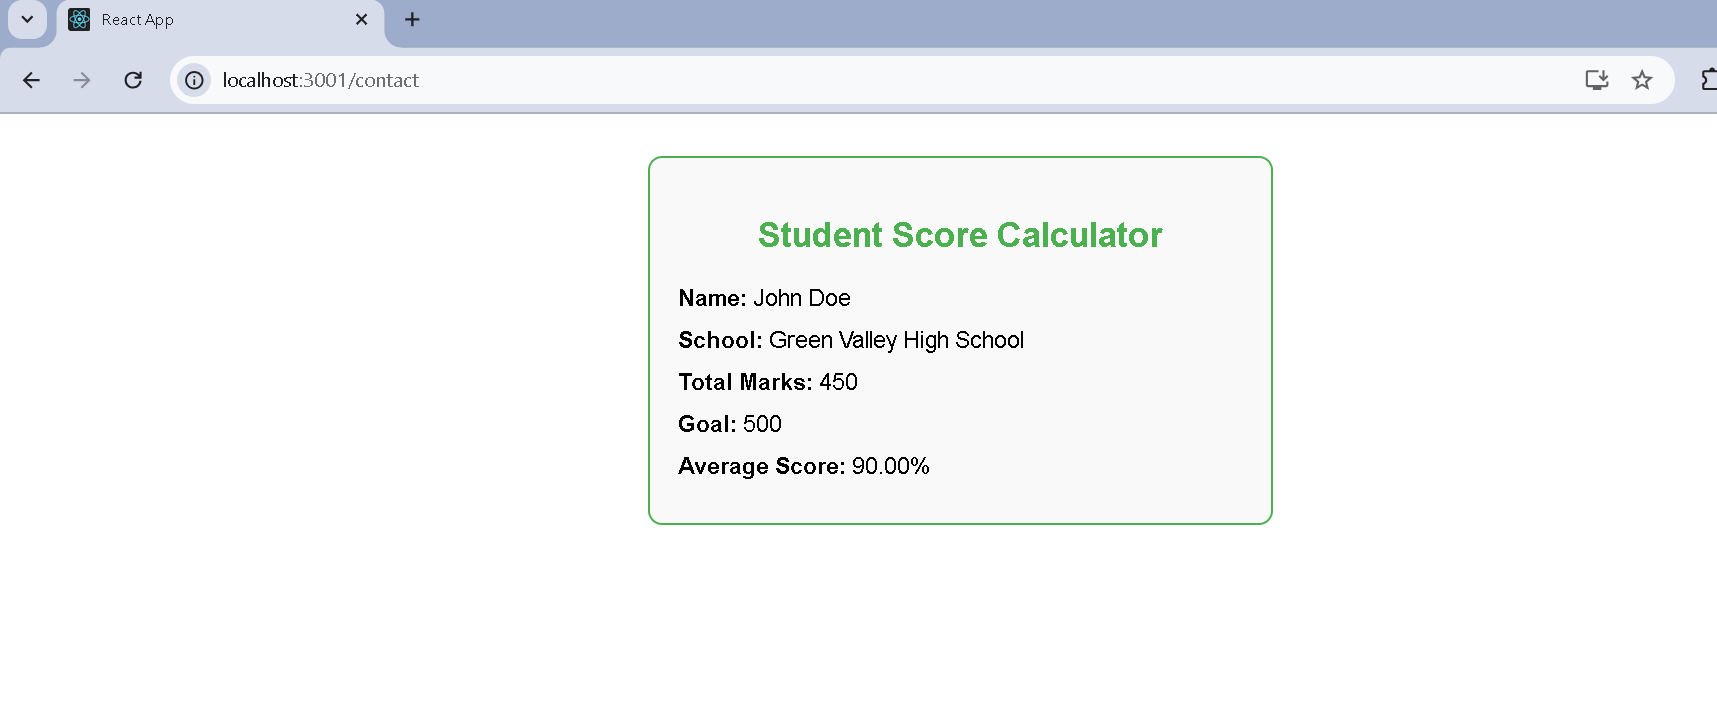 React App
localhost:3001/contact
Student Score Calculator
Name: John Doe
School: Green Valley High School
Total Marks: 450
Goal: 500
Average Score: 90.00%